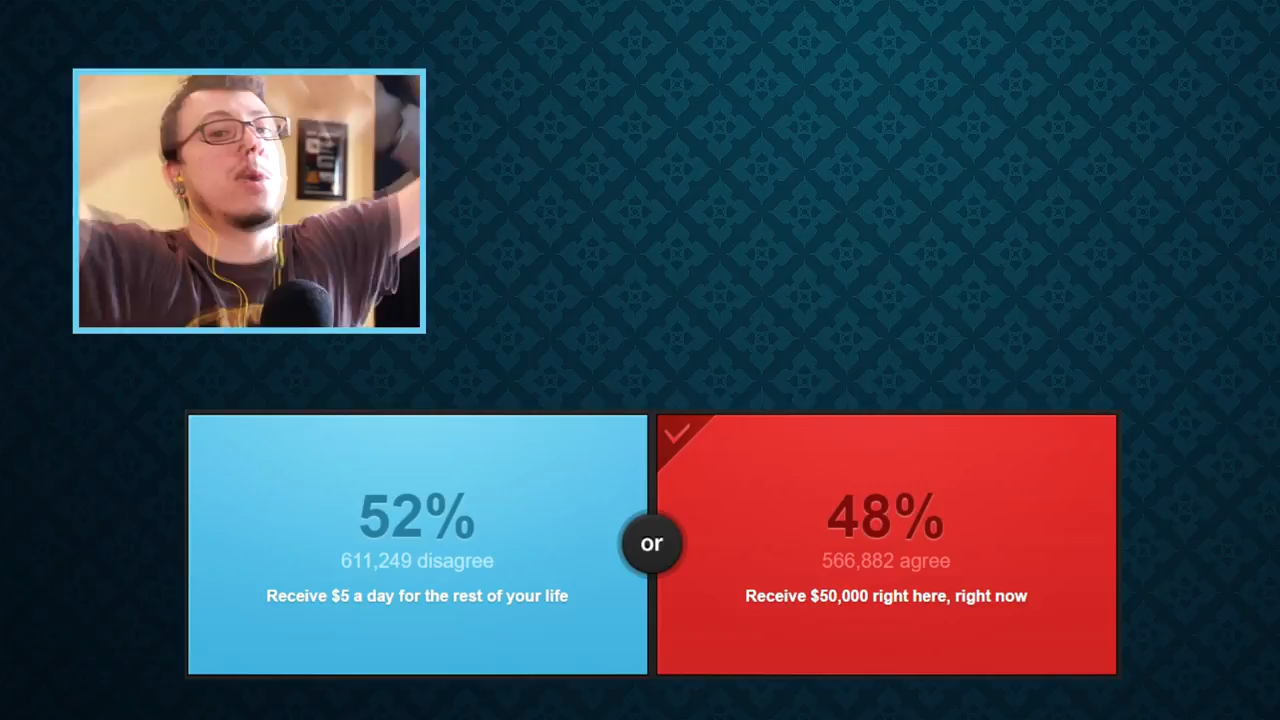 52%
611,249 disagree
Receive $5 a day for the rest of your life
or
48%
566,882 agree
Receive $50,000 right here, right now